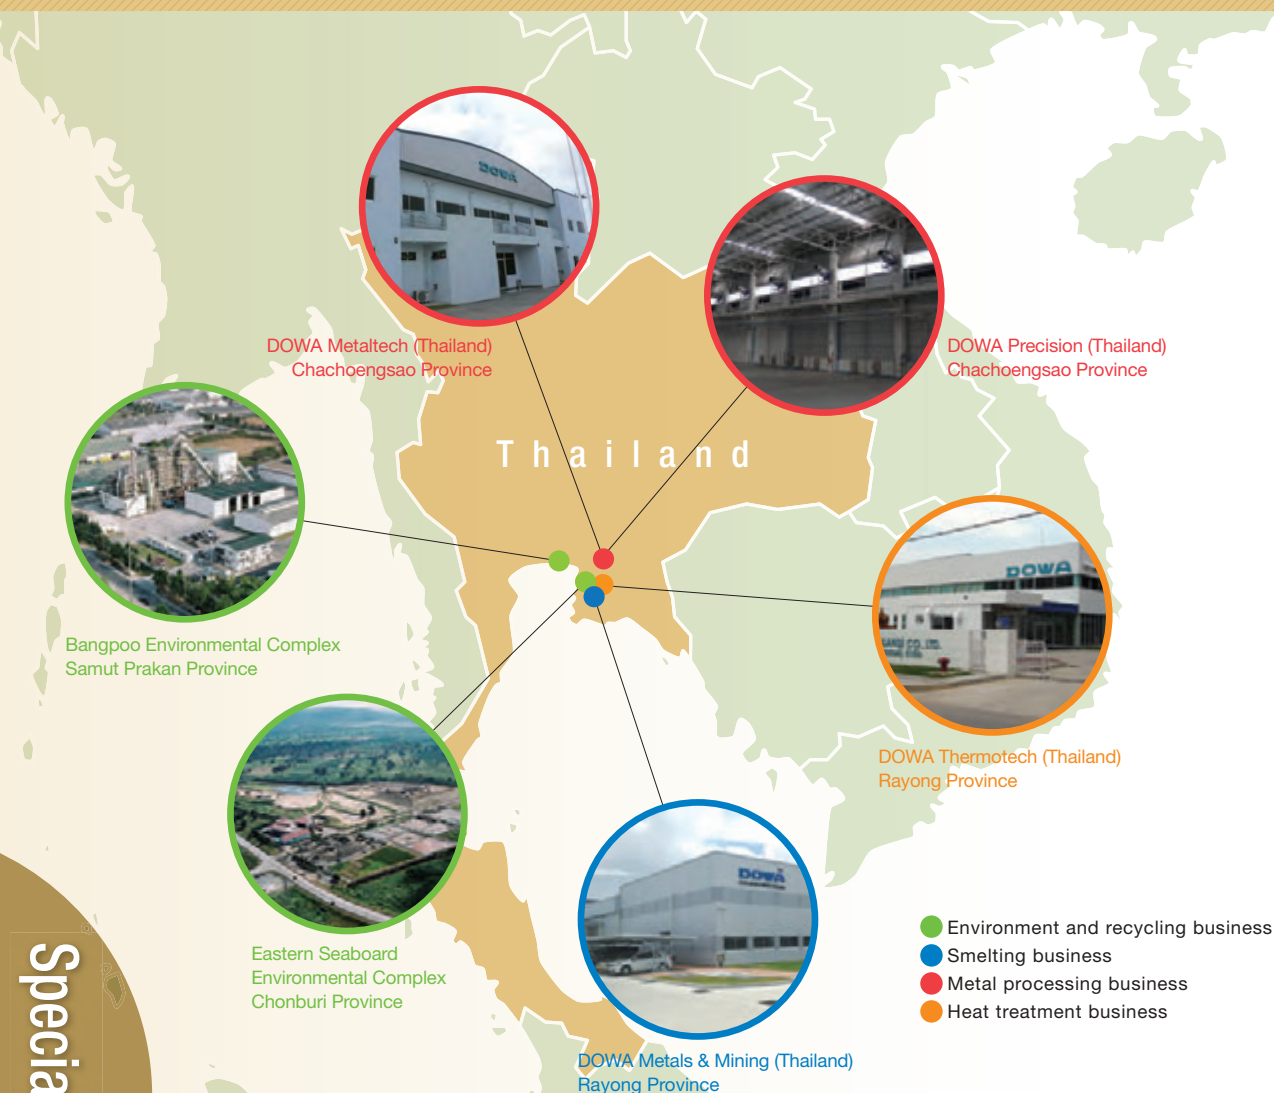 DOWA
DOWA Metaltech (Thailand)
Chachoengsao Province
DOWA Precision (Thailand)
Chachoengsao Province
Thailand
Bangpoo Environmental Complex
Samut Prakan Province
DOWA
CO., LTD.
DOWA Thermotech (Thailand)
Rayong Province
Eastern Seaboard
Environmental Complex
Chonburi Province
DOWA
DOWA Metals & Mining (Thailand)
Rayong Province
Environment and recycling business
Smelting business
Metal processing business
Heat treatment business
Specia